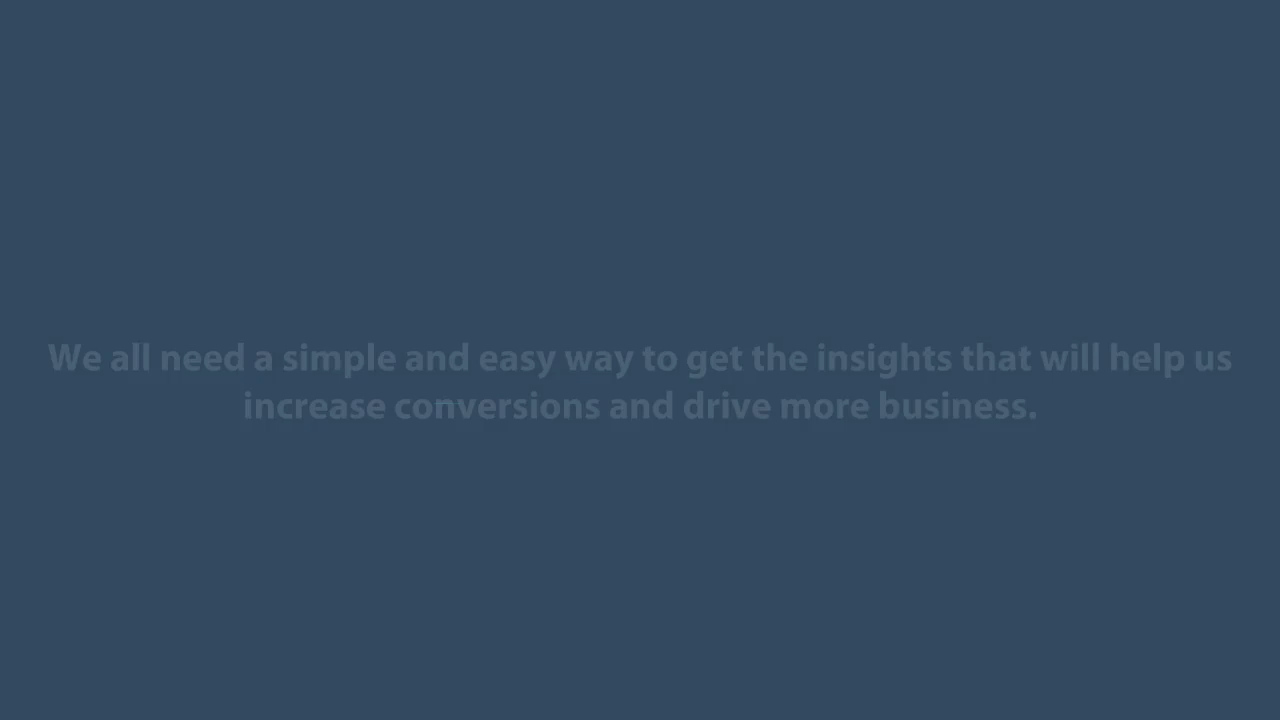 We all need a simple and easy way to get the insights that will help us
increase conversions and drive more business.